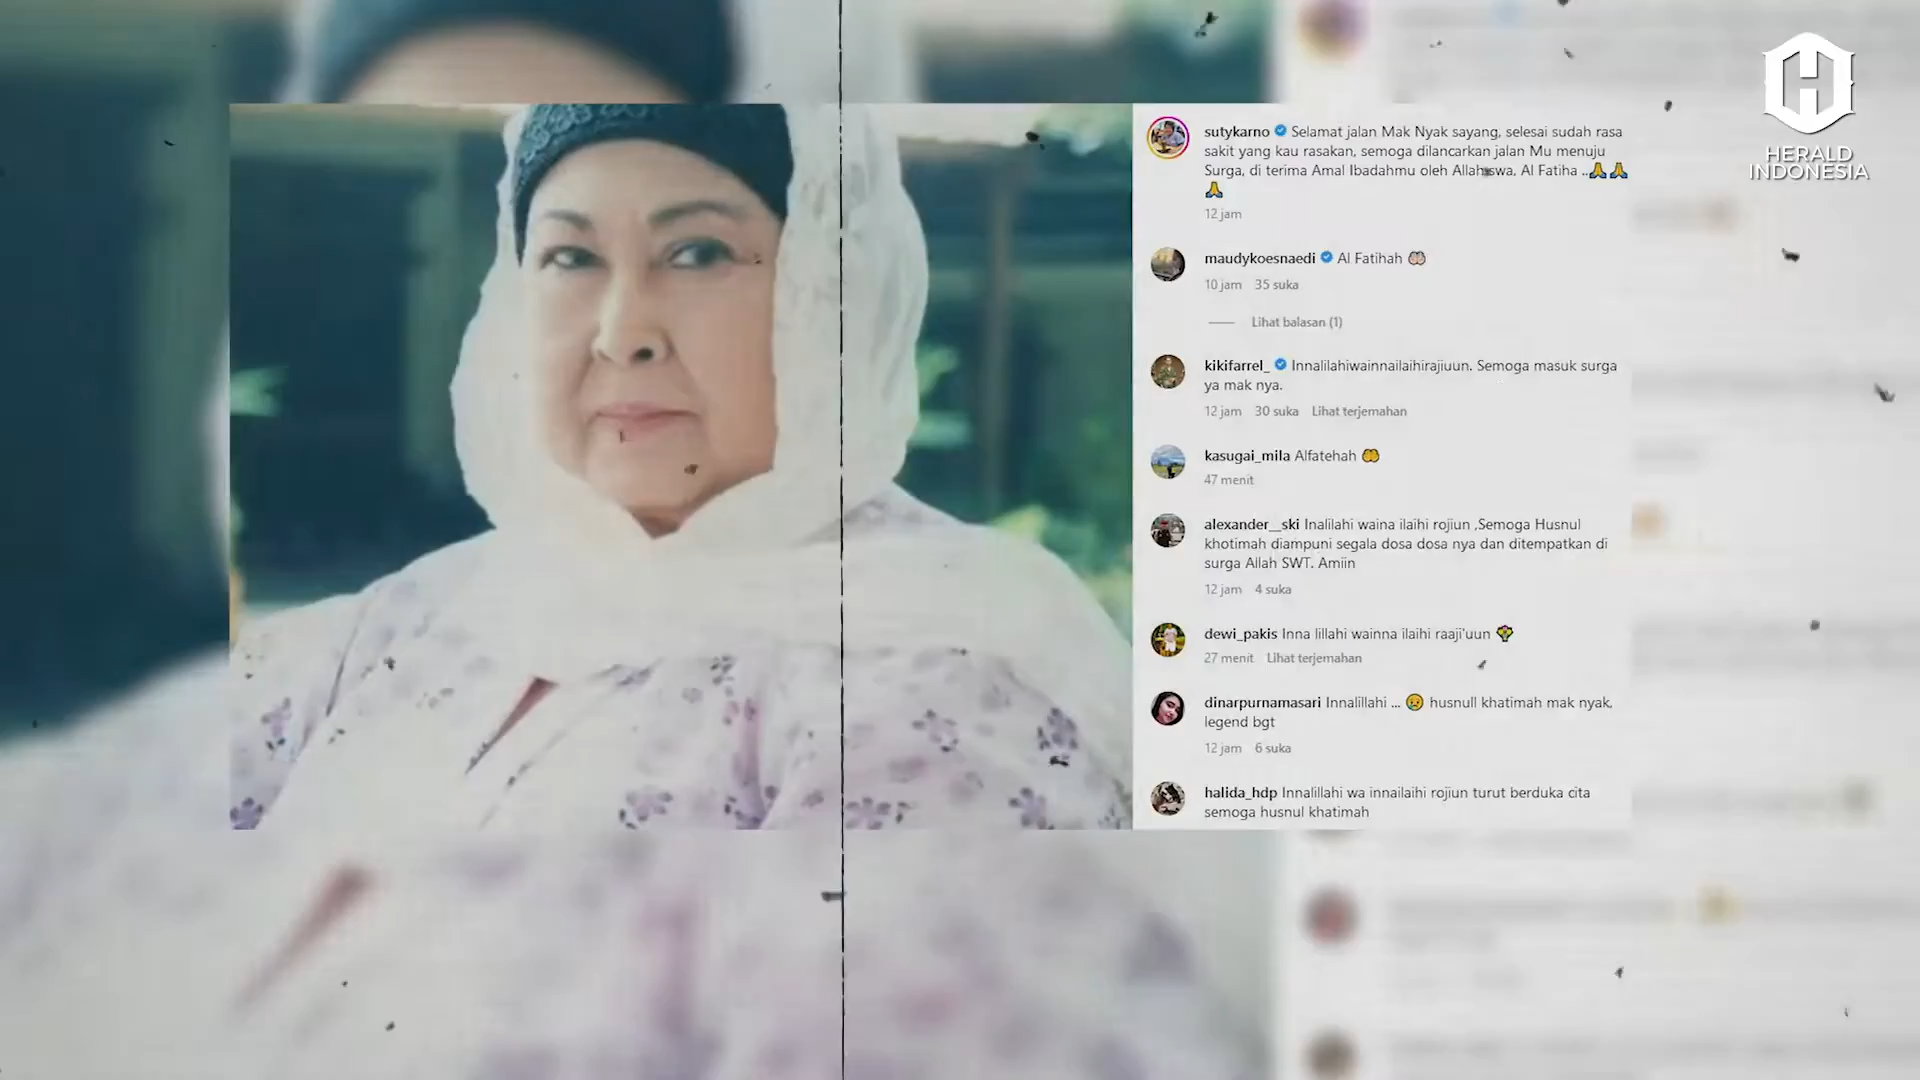 HERALD
INDONESIA
sutykarno Selamat jalan Mak Nyak sayang, selesai sudah rasa
sakit yang kau rasakan, semoga dilancarkan jalan Mu menuju
Surga, di terima Amal Ibadahmu oleh Allah swa, Al Fatiha ..🙏🙏
🙏
12 jam
maudykoesnaedi Al Fatihah 🤲🏻
10 jam 35 suka
Lihat balasan (1)
kikifarrel_ Innalilahiwainnailaihirajiuun. Semoga masuk surga
ya mak nya.
12 jam 30 suka Lihat terjemahan
kasugai_mila Alfatehah 🤲
47 menit
alexander__ski Inalilahi waina ilaihi rojiun ,Semoga Husnul
khotimah diampuni segala dosa dosa nya dan ditempatkan di
surga Allah SWT. Amiin
12 jam 4 suka
dewi_pakis Inna lillahi wainna ilaihi raaji'uun 💐
27 menit Lihat terjemahan
dinarpurnamasari Innalillahi ... 😢 husnull khatimah mak nyak,
legend bgt
12 jam 6 suka
halida_hdp Innalillahi wa innailaihi rojiun turut berduka cita
semoga husnul khatimah